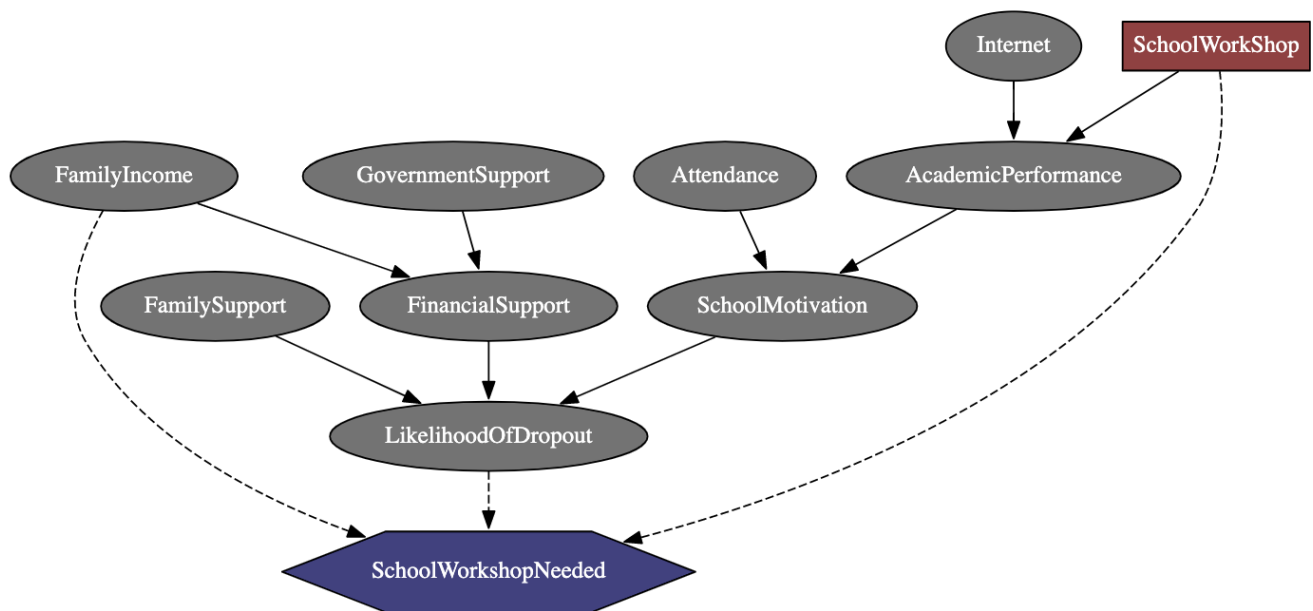 Internet
SchoolWorkShop
FamilyIncome
GovernmentSupport
Attendance
AcademicPerformance
FamilySupport
FinancialSupport
SchoolMotivation
LikelihoodOfDropout
SchoolWorkshopNeeded